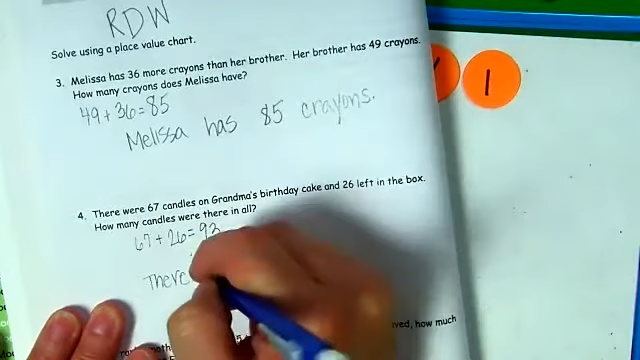 RDW
Solve using a place value chart.
3. Melissa has 36 more crayons than her brother. Her brother has 49 crayons.
How many crayons does Melissa have?
49 + 36 = 85
Melissa has 85 crayons.
4. There were 67 candles on Grandma's birthday cake and 26 left in the box.
How many candles were there in all?
67 + 26 = 93
There
how much
1